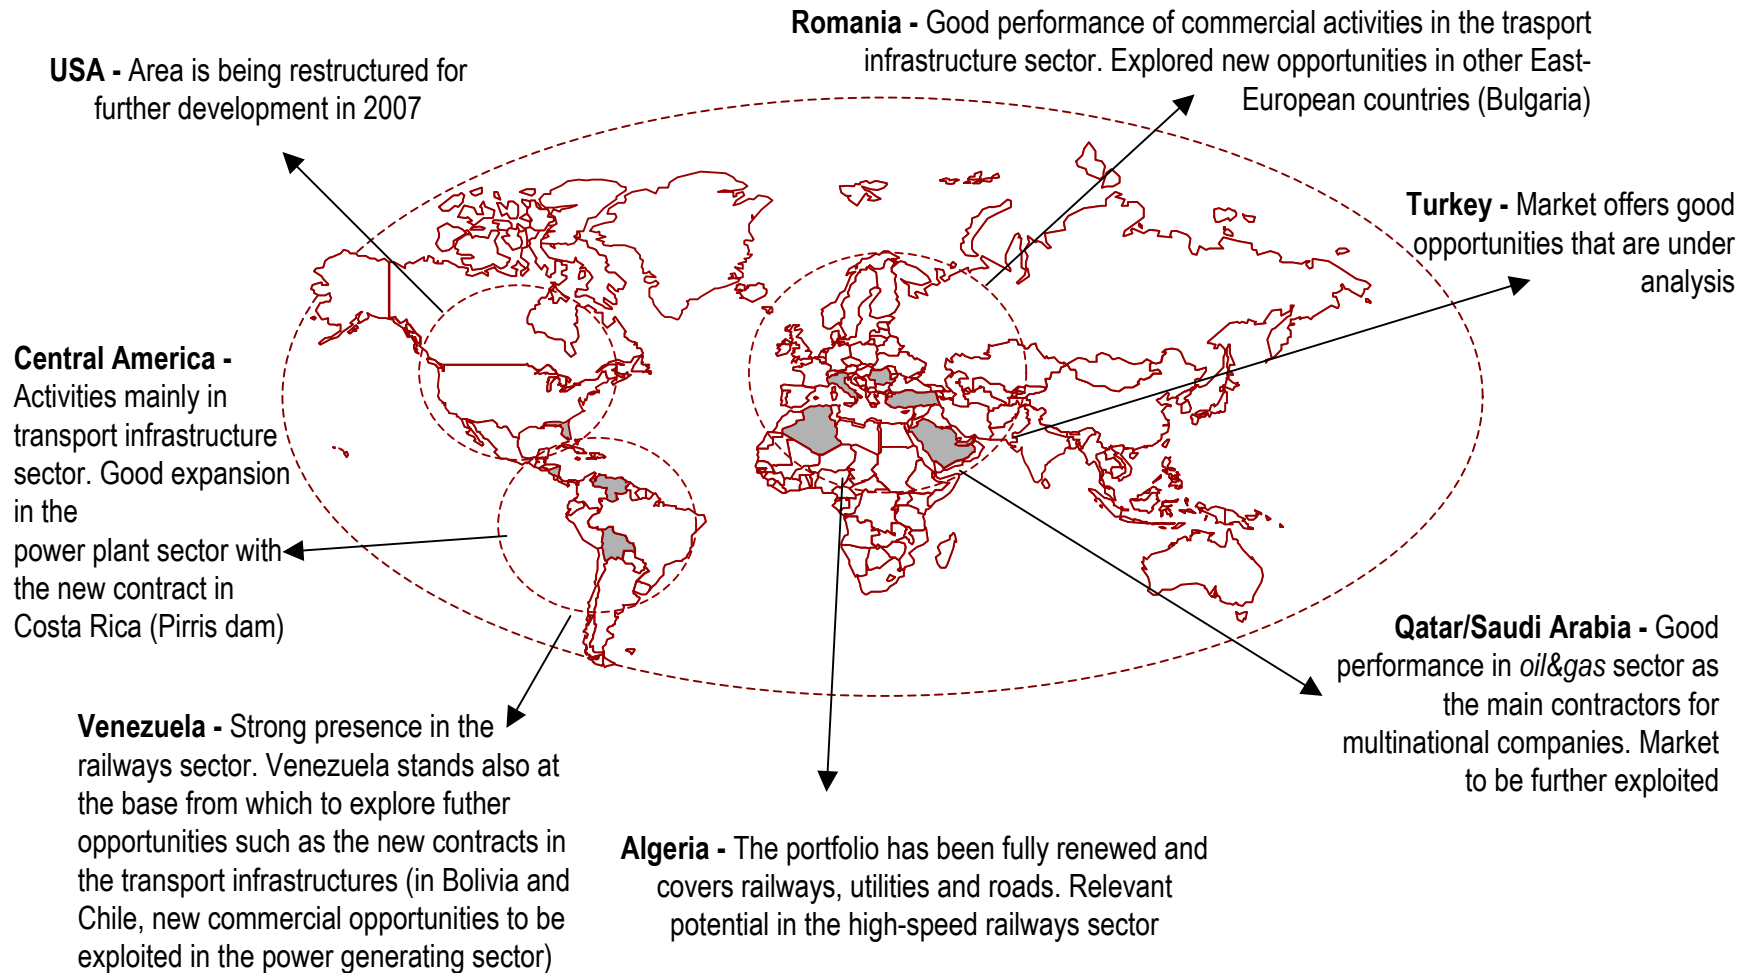 Romania - Good performance of commercial activities in the trasport
infrastructure sector. Explored new opportunities in other East-
European countries (Bulgaria)
USA - Area is being restructured for
further development in 2007
Turkey - Market offers good
opportunities that are under
analysis
Central America -
Activities mainly in
transport infrastructure
sector. Good expansion
in the
power plant sector with
the new contract in
Costa Rica (Pirris dam)
Qatar/Saudi Arabia - Good
performance in oil&gas sector as
the main contractors for
multinational companies. Market
to be further exploited
Venezuela - Strong presence in the
railways sector. Venezuela stands also at
the base from which to explore futher
opportunities such as the new contracts in
the transport infrastructures (in Bolivia and
Chile, new commercial opportunities to be
exploited in the power generating sector)
Algeria - The portfolio has been fully renewed and
covers railways, utilities and roads. Relevant
potential in the high-speed railways sector